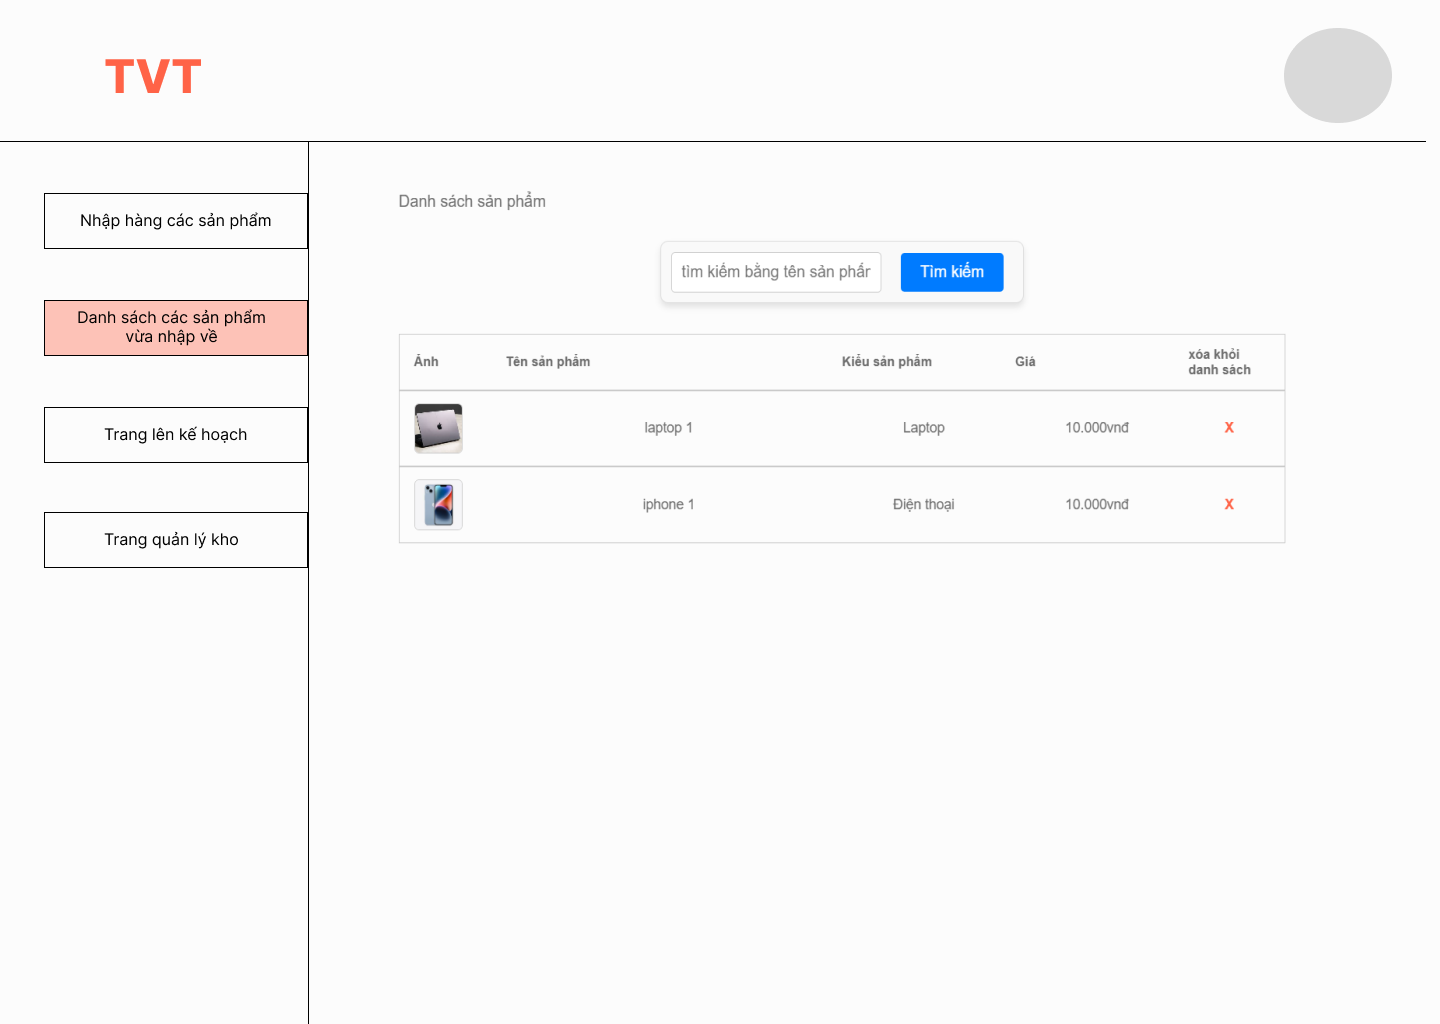 TVT
Nhập hàng các sản phẩm
Danh sách các sản phẩm
vừa nhập về
Trang lên kế hoạch
Trang quản lý kho
Danh sách sản phẩm
tìm kiếm bằng tên sản phẩr
Tìm kiếm
Ảnh Tên sản phẩm Kiểu sản phẩm Giá xóa khỏi
danh sách
laptop 1 Laptop 10.000vnđ X
iphone 1 Điện thoại 10.000vnđ X